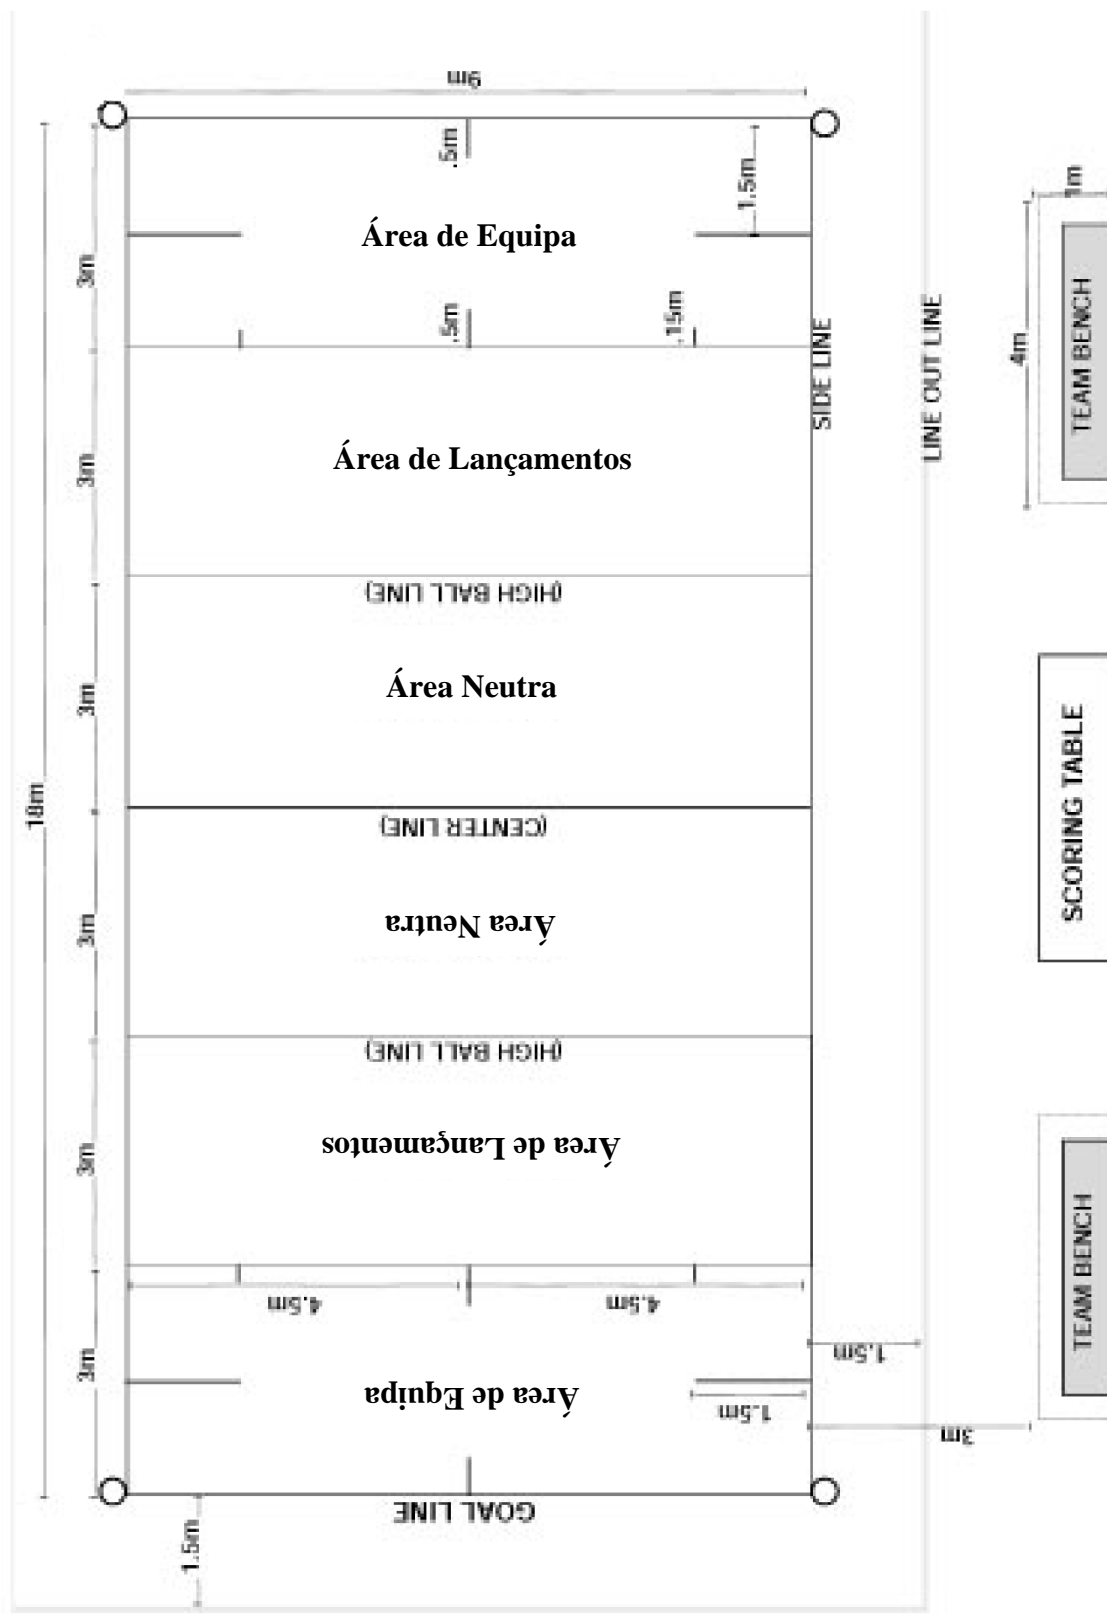 9m
.5m
1.5m
1m
Área de Equipa
3m
.5m
.15m
SIDE LINE
LINE OUT LINE
4m
TEAM BENCH
Área de Lançamentos
3m
(HIGH BALL LINE)
Área Neutra
3m
18m
SCORING TABLE
(CENTER LINE)
Área Neutra
3m
(HIGH BALL LINE)
Área de Lançamentos
3m
4.5m
4.5m
TEAM BENCH
1.5m
3m
Área de Equipa
1.5m
3m
GOAL LINE
1.5m